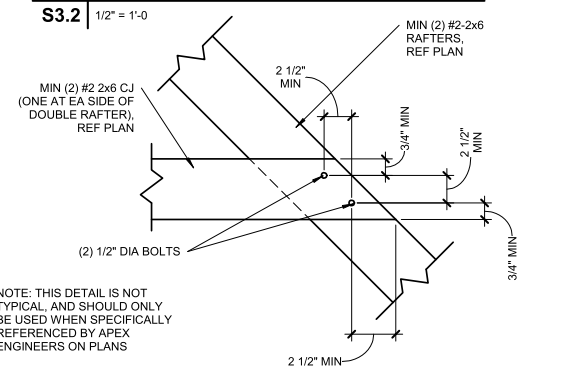 S3.2 1/2" = 1'-0
MIN (2) #2-2x6
RAFTERS,
REF PLAN
2 1/2"
MIN
MIN (2) #2 2x6 CJ
(ONE AT EA SIDE OF
DOUBLE RAFTER),
REF PLAN
3/4" MIN
2 1/2"
MIN
(2) 1/2" DIA BOLTS
3/4" MIN
NOTE: THIS DETAIL IS NOT
TYPICAL, AND SHOULD ONLY
BE USED WHEN SPECIFICALLY
REFERENCED BY APEX
ENGINEERS ON PLANS
2 1/2" MIN